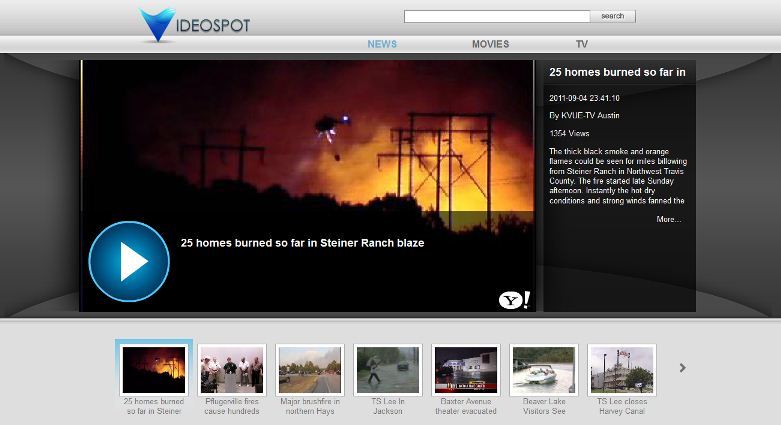 IDEOSPOT
search
NEWS
MOVIES
TV
25 homes burned so far in
2011-09-04 23:41:10
By KVUE-TV Austin
1354 Views
The thick black smoke and orange
flames could be seen for miles billowing
from Steiner Ranch in Northwest Travis
County. The fire started late Sunday
afternoon. Instantly the hot dry
conditions and strong winds fanned the
More...
25 homes burned so far in Steiner Ranch blaze
Y!
25 homes burned
so far in Steiner
Pflugerville fires
cause hundreds
Major brushfire in
northern Hays
TS Lee In
Jackson
Baxter Avenue
theater evacuated
Beaver Lake
Visitors See
TS Lee closes
Harvey Canal